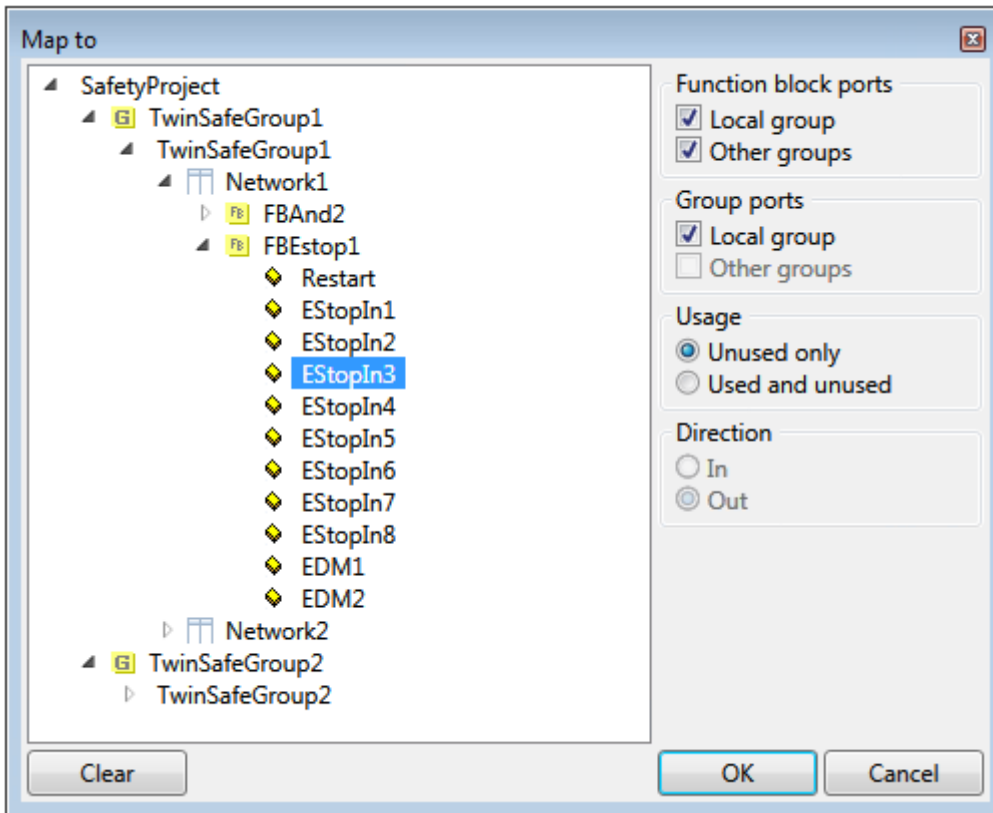 Map to
SafetyProject
G TwinSafeGroup1
TwinSafeGroup1
Network1
FB FBAnd2
FB FBEstop1
Restart
EStopIn1
EStopIn2
EStopIn3
EStopIn4
EStopIn5
EStopIn6
EStopIn7
EStopIn8
EDM1
EDM2
Network2
G TwinSafeGroup2
TwinSafeGroup2
Function block ports
Local group
Other groups
Group ports
Local group
Other groups
Usage
Unused only
Used and unused
Direction
In
Out
Clear
OK
Cancel